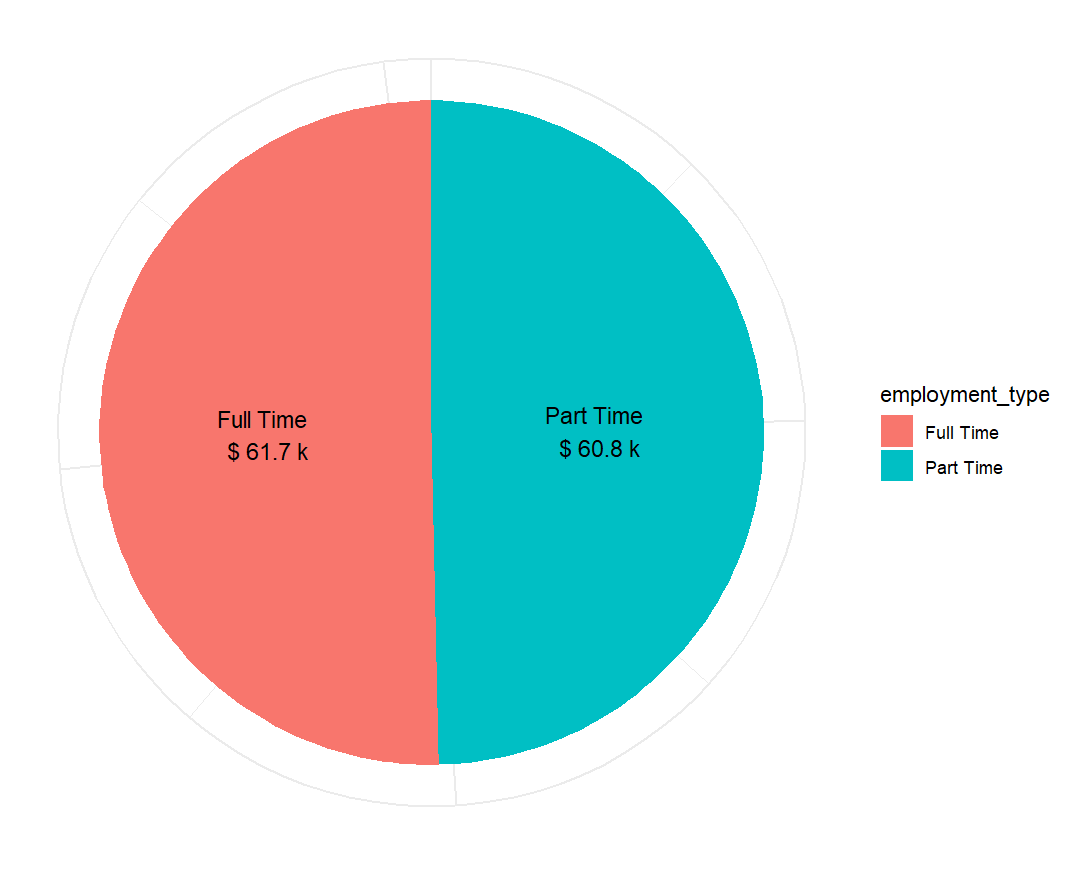 Full Time
$ 61.7 k
Part Time
$ 60.8 k
employment_type
Full Time
Part Time